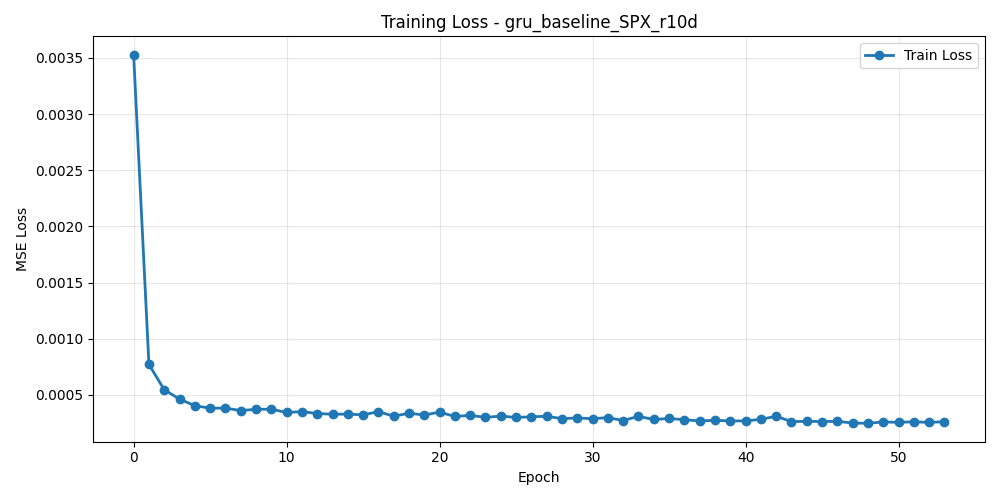 Training Loss - gru_baseline_SPX_r10d
Train Loss
MSE Loss
0.0035
0.0030
0.0025
0.0020
0.0015
0.0010
0.0005
0 10 20 30 40 50
Epoch